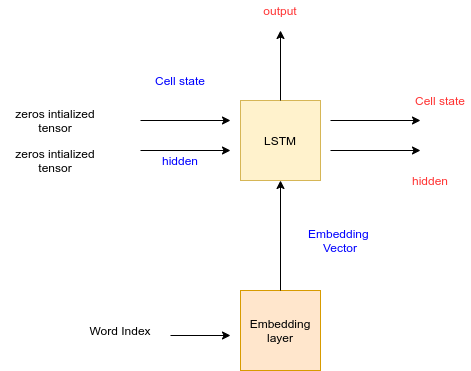 output
Cell state
Cell state
zeros intialized
tensor
LSTM
zeros intialized
tensor
hidden
hidden
Embedding
Vector
Word Index
Embedding
layer